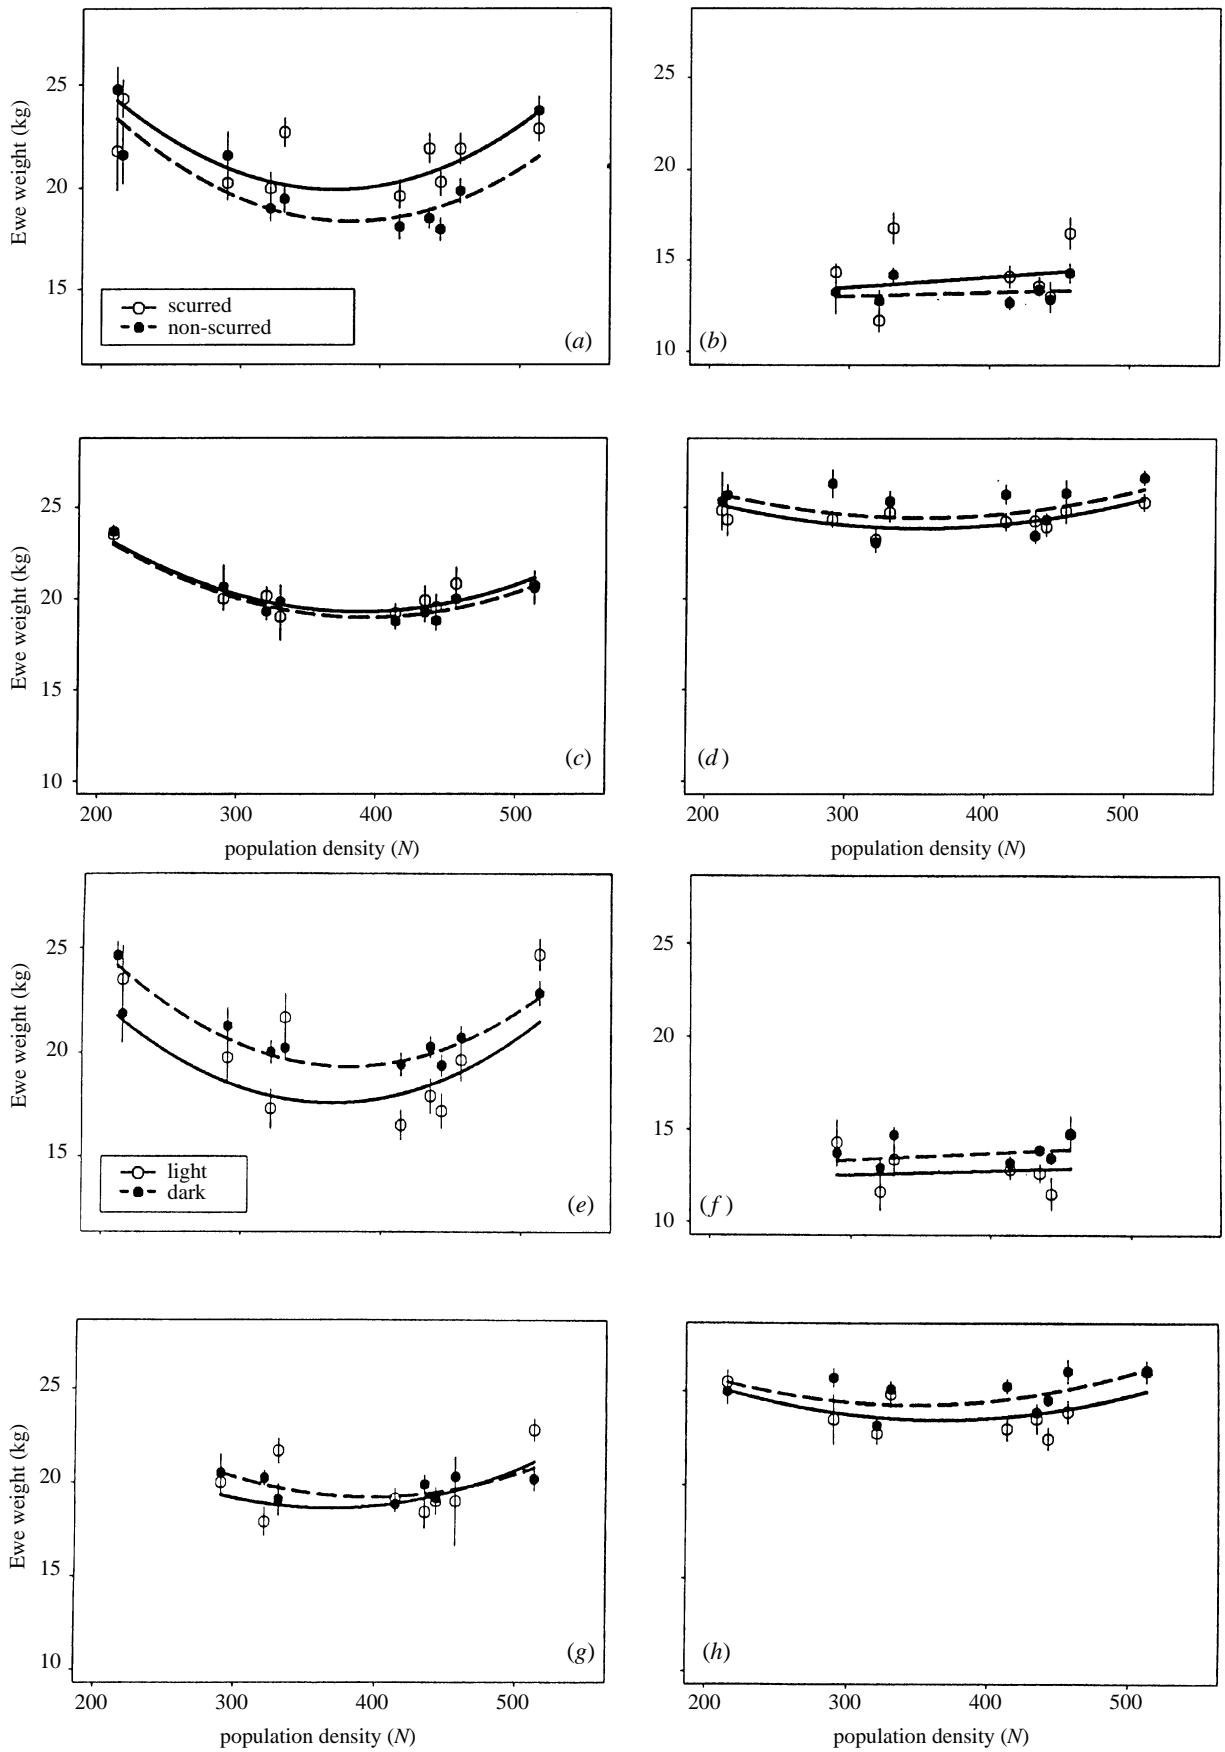 25
20
15
Ewe weight (kg)
scurred
non-scurred
(a)
25
20
15
10
(b)
25
20
15
10
Ewe weight (kg)
(c)
200 300 400 500
population density (N)
(d)
200 300 400 500
population density (N)
25
20
15
Ewe weight (kg)
light
dark
(e)
25
20
15
10
(f)
25
20
15
10
Ewe weight (kg)
(g)
200 300 400 500
population density (N)
(h)
200 300 400 500
population density (N)